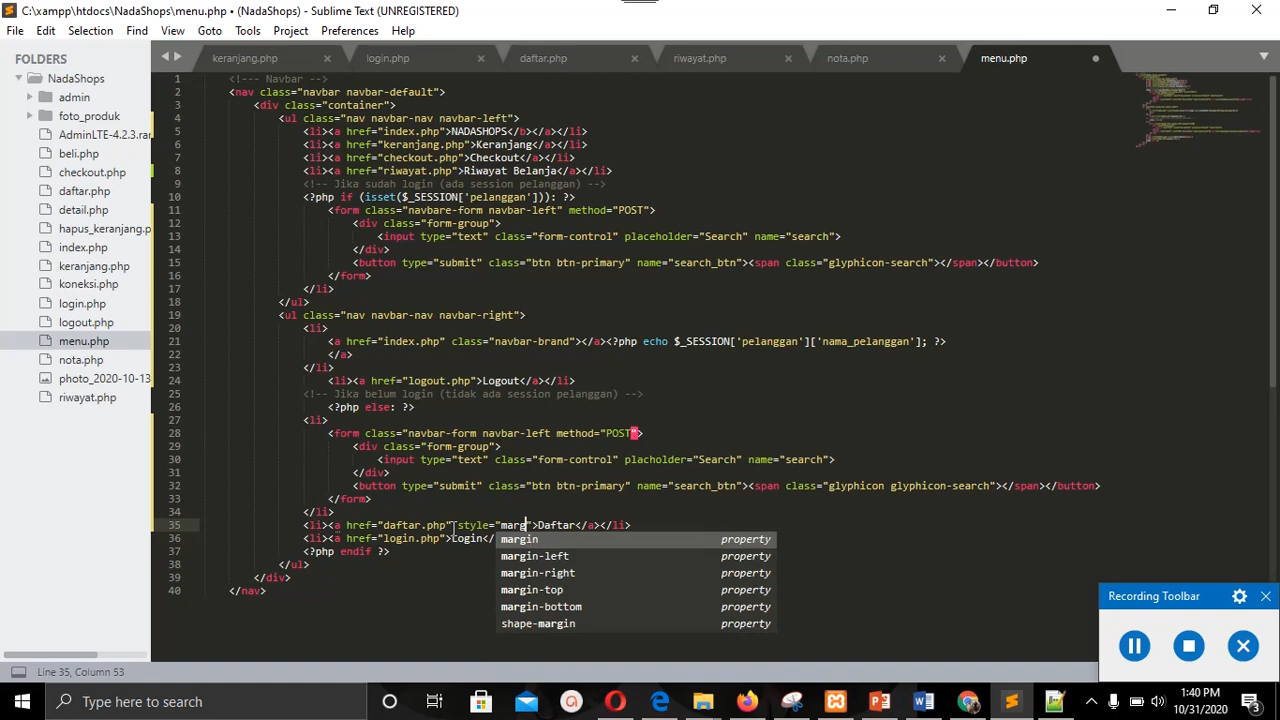 C:\xampp\htdocs\NadaShops\menu.php • (NadaShops) - Sublime Text (UNREGISTERED)
File Edit Selection Find View Goto Tools Project Preferences Help
FOLDERS
NadaShops
admin
foto_produk
AdminLTE-4.2.3.rar
beli.php
checkout.php
daftar.php
detail.php
hapus_keranjang.p
index.php
keranjang.php
koneksi.php
login.php
logout.php
menu.php
nota.php
photo_2020-10-13
riwayat.php
keranjang.php × login.php × daftar.php × riwayat.php × nota.php × menu.php
1 <!--- Navbar -->
2 <nav class="navbar navbar-default">
3 <div class="container">
4 <ul class="nav navbar-nav navbar-left">
5 <li><a href="index.php">NADASHOPS</b></a></li>
6 <li><a href="keranjang.php">Keranjang</a></li>
7 <li><a href="checkout.php">Checkout</a></li>
8 <li><a href="riwayat.php">Riwayat Belanja</a></li>
9 <!-- Jika sudah login (ada session pelanggan) -->
10 <?php if (isset($_SESSION['pelanggan'])): ?>
11 <form class="navbare-form navbar-left" method="POST">
12 <div class="form-group">
13 <input type="text" class="form-control" placeholder="Search" name="search">
14 </div>
15 <button type="submit" class="btn btn-primary" name="search_btn"><span class="glyphicon-search"></span></button>
16 </form>
17 </li>
18 </ul>
19 <ul class="nav navbar-nav navbar-right">
20 <li>
21 <a href="index.php" class="navbar-brand"></a><?php echo $_SESSION['pelanggan']['nama_pelanggan']; ?>
22 </a>
23 </li>
24 <li><a href="logout.php">Logout</a></li>
25 <!-- Jika belum login (tidak ada session pelanggan) -->
26 <?php else: ?>
27 <li>
28 <form class="navbar-form navbar-left method="POST">
29 <div class="form-group">
30 <input type="text" class="form-control" placholder="Search" name="search">
31 </div>
32 <button type="submit" class="btn btn-primary" name="search_btn"><span class="glyphicon glyphicon-search"></span></button>
33 </form>
34 </li>
35 <li><a href="daftar.php" style="marg">Daftar</a></li>
36 <li><a href="login.php">Login</
37 <?php endif ?>
38 </ul>
39 </div>
40 </nav>
margin property
margin-left property
margin-right property
margin-top property
margin-bottom property
shape-margin property
Recording Toolbar
Line 35, Column 53
Type here to search
1:40 PM
10/31/2020
3